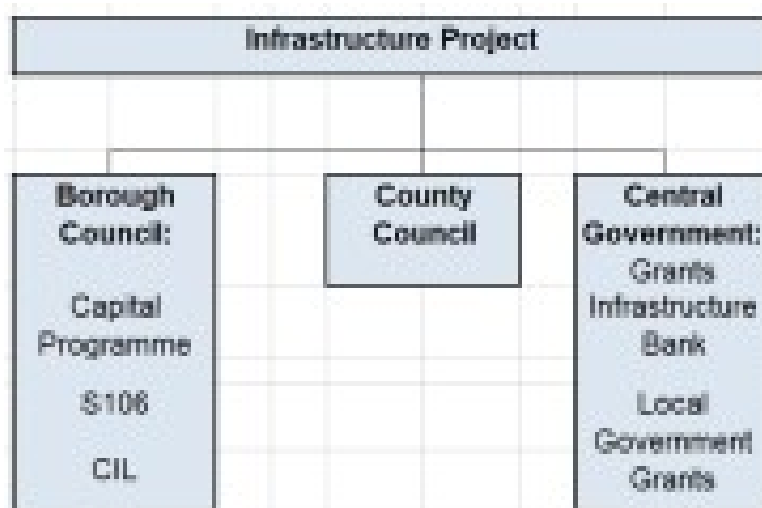 Infrastructure Project
Borough
Council:
Capital
Programme
S106
CIL
County
Council
Central
Government:
Grants
Infrastructure
Bank
Local
Government
Grants